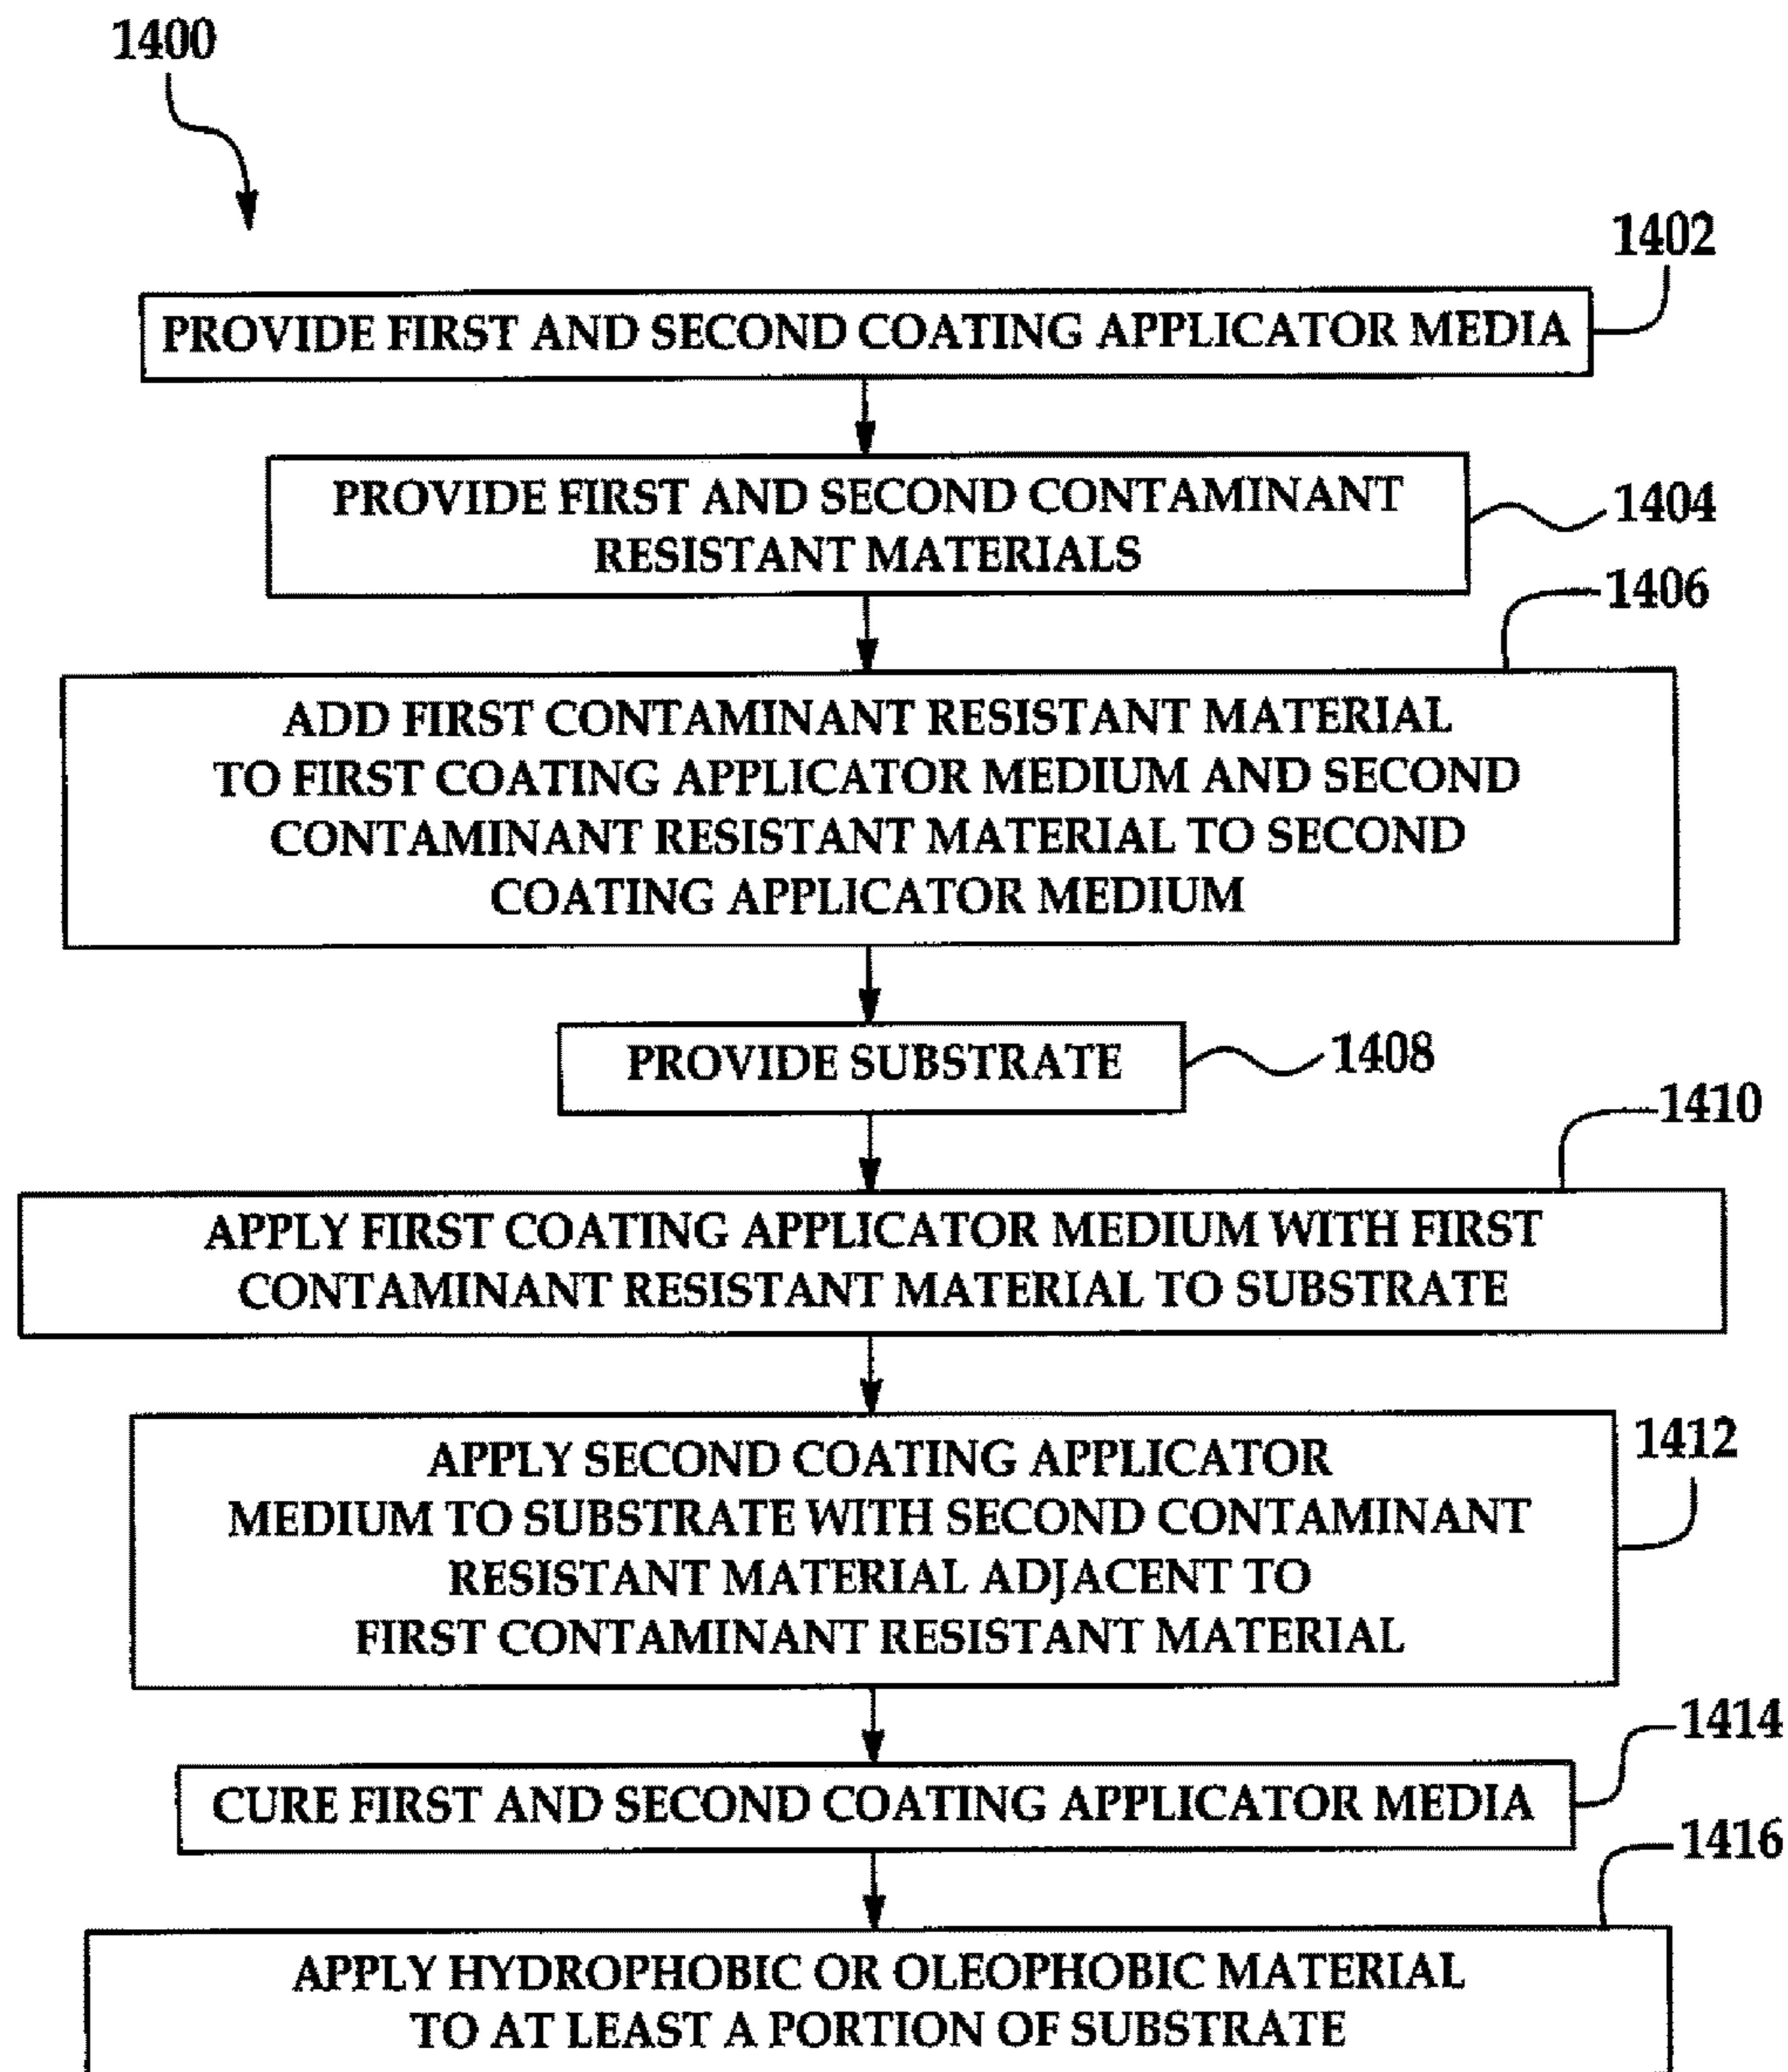 1400
1402
PROVIDE FIRST AND SECOND COATING APPLICATOR MEDIA
PROVIDE FIRST AND SECOND CONTAMINANT
RESISTANT MATERIALS
1404
1406
ADD FIRST CONTAMINANT RESISTANT MATERIAL
TO FIRST COATING APPLICATOR MEDIUM AND SECOND
CONTAMINANT RESISTANT MATERIAL TO SECOND
COATING APPLICATOR MEDIUM
PROVIDE SUBSTRATE
1408
1410
APPLY FIRST COATING APPLICATOR MEDIUM WITH FIRST
CONTAMINANT RESISTANT MATERIAL TO SUBSTRATE
1412
APPLY SECOND COATING APPLICATOR
MEDIUM TO SUBSTRATE WITH SECOND CONTAMINANT
RESISTANT MATERIAL ADJACENT TO
FIRST CONTAMINANT RESISTANT MATERIAL
1414
CURE FIRST AND SECOND COATING APPLICATOR MEDIA
1416
APPLY HYDROPHOBIC OR OLEOPHOBIC MATERIAL
TO AT LEAST A PORTION OF SUBSTRATE